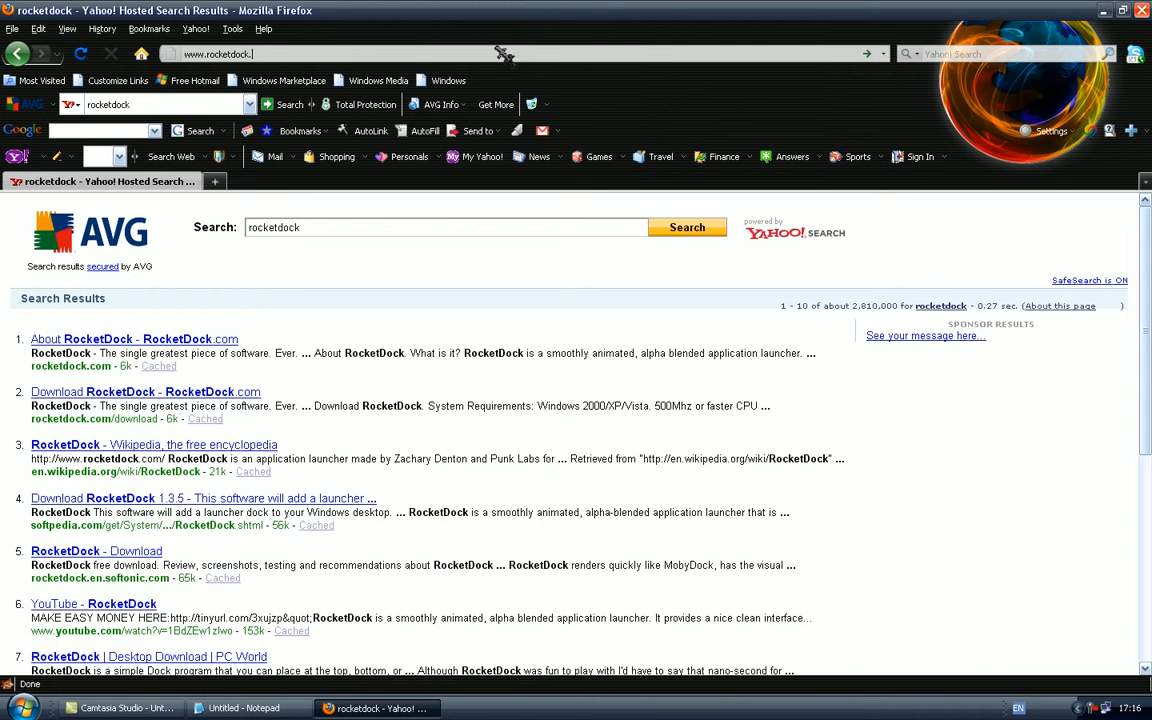 rocketdock - Yahoo! Hosted Search Results - Mozilla Firefox
File Edit View History Bookmarks Yahoo! Tools Help
www.rocketdock. Yahoo! Search
Most Visited Customize Links Free Hotmail Windows Marketplace Windows Media Windows
AVG rocketdock Search Total Protection AVG Info Get More
Google Search Bookmarks AutoLink AutoFill Send to Settings
Y! Search Web Mail Shopping Personals My Yahoo! News Games Travel Finance Answers Sports Sign In
rocketdock - Yahoo! Hosted Search ...
AVG Search: rocketdock Search powered by YAHOO! SEARCH
Search results secured by AVG
SafeSearch is ON
Search Results 1 - 10 of about 2,810,000 for rocketdock - 0.27 sec. (About this page )
SPONSOR RESULTS
See your message here...
1. About RocketDock - RocketDock.com
RocketDock - The single greatest piece of software. Ever. ... About RocketDock. What is it? RocketDock is a smoothly animated, alpha blended application launcher. ...
rocketdock.com - 6k - Cached
2. Download RocketDock - RocketDock.com
RocketDock - The single greatest piece of software. Ever. ... Download RocketDock. System Requirements: Windows 2000/XP/Vista. 500Mhz or faster CPU ...
rocketdock.com/download - 6k - Cached
3. RocketDock - Wikipedia, the free encyclopedia
http://www.rocketdock.com/ RocketDock is an application launcher made by Zachary Denton and Punk Labs for ... Retrieved from "http://en.wikipedia.org/wiki/RocketDock" ...
en.wikipedia.org/wiki/RocketDock - 21k - Cached
4. Download RocketDock 1.3.5 - This software will add a launcher ...
RocketDock This software will add a launcher dock to your Windows desktop. ... RocketDock is a smoothly animated, alpha-blended application launcher that is ...
softpedia.com/get/System/.../RocketDock.shtml - 56k - Cached
5. RocketDock - Download
RocketDock free download. Review, screenshots, testing and recommendations about RocketDock ... RocketDock renders quickly like MobyDock, has the visual ...
rocketdock.en.softonic.com - 65k - Cached
6. YouTube - RocketDock
MAKE EASY MONEY HERE:http://tinyurl.com/3xujzp&quot;RocketDock is a smoothly animated, alpha blended application launcher. It provides a nice clean interface...
www.youtube.com/watch?v=1BdZEw1zIwo - 153k - Cached
7. RocketDock | Desktop Download | PC World
RocketDock is a simple Dock program that you can place at the top, bottom, or ... Although RocketDock was fun to play with I'd have to say that nano-second for ...
Done
Camtasia Studio - Unt... Untitled - Notepad rocketdock - Yahoo! ... EN 17:16